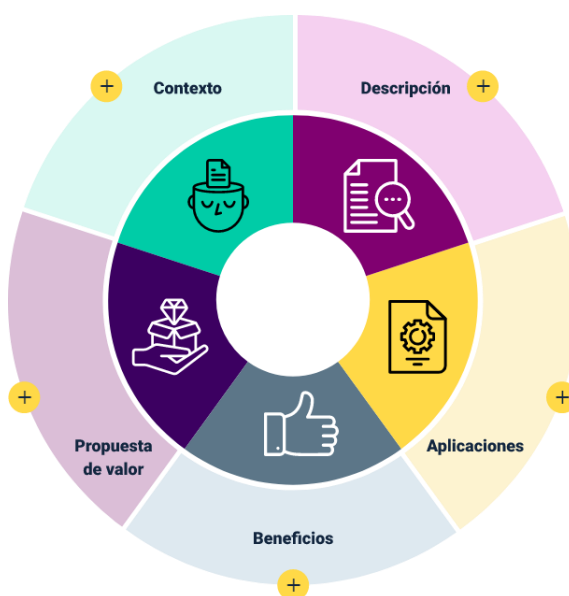 Contexto
Descripción
Aplicaciones
Beneficios
Propuesta
de valor